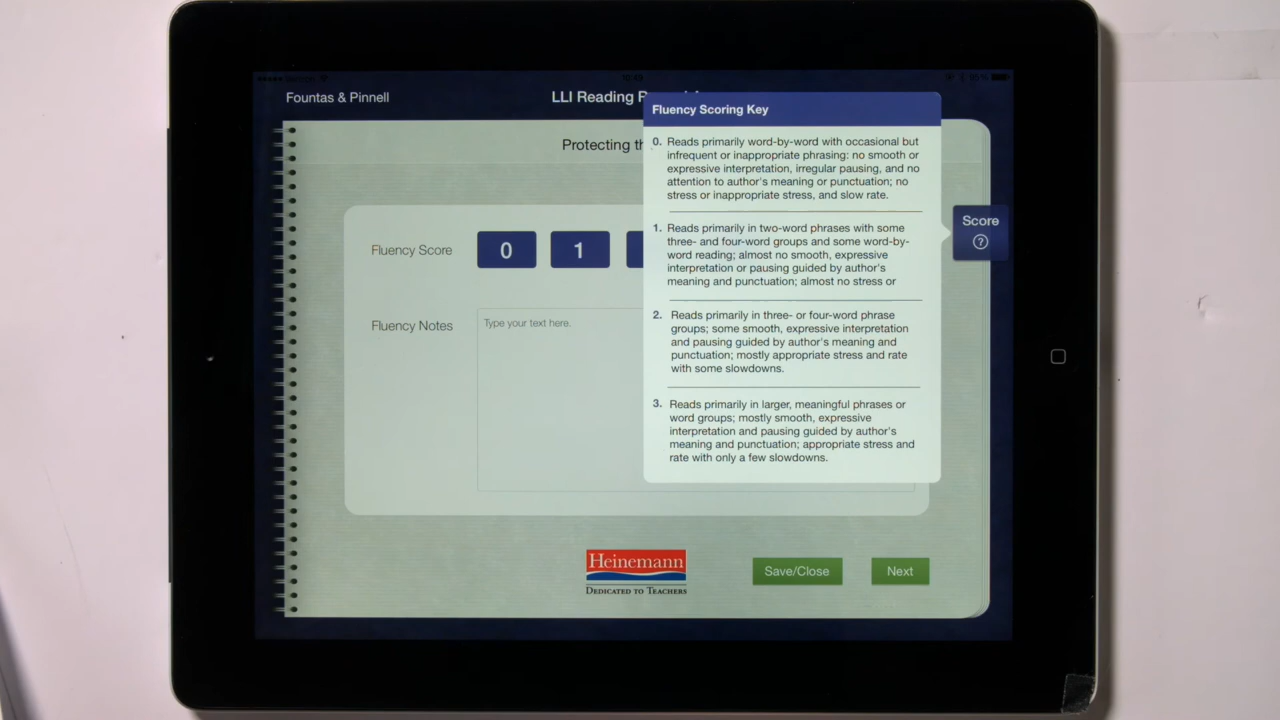 10:49
95%
Fountas & Pinnell
LLI Reading
Protecting th
Fluency Scoring Key
0. Reads primarily word-by-word with occasional but
infrequent or inappropriate phrasing: no smooth or
expressive interpretation, irregular pausing, and no
attention to author's meaning or punctuation; no
stress or inappropriate stress, and slow rate.
1. Reads primarily in two-word phrases with some
three- and four-word groups and some word-by-
word reading; almost no smooth, expressive
interpretation or pausing guided by author's
meaning and punctuation; almost no stress or
2. Reads primarily in three- or four-word phrase
groups; some smooth, expressive interpretation
and pausing guided by author's meaning and
punctuation; mostly appropriate stress and rate
with some slowdowns.
3. Reads primarily in larger, meaningful phrases or
word groups; mostly smooth, expressive
interpretation and pausing guided by author's
meaning and punctuation; appropriate stress and
rate with only a few slowdowns.
Score
?
Fluency Score
0
1
Fluency Notes
Type your text here.
Heinemann
DEDICATED TO TEACHERS
Save/Close
Next